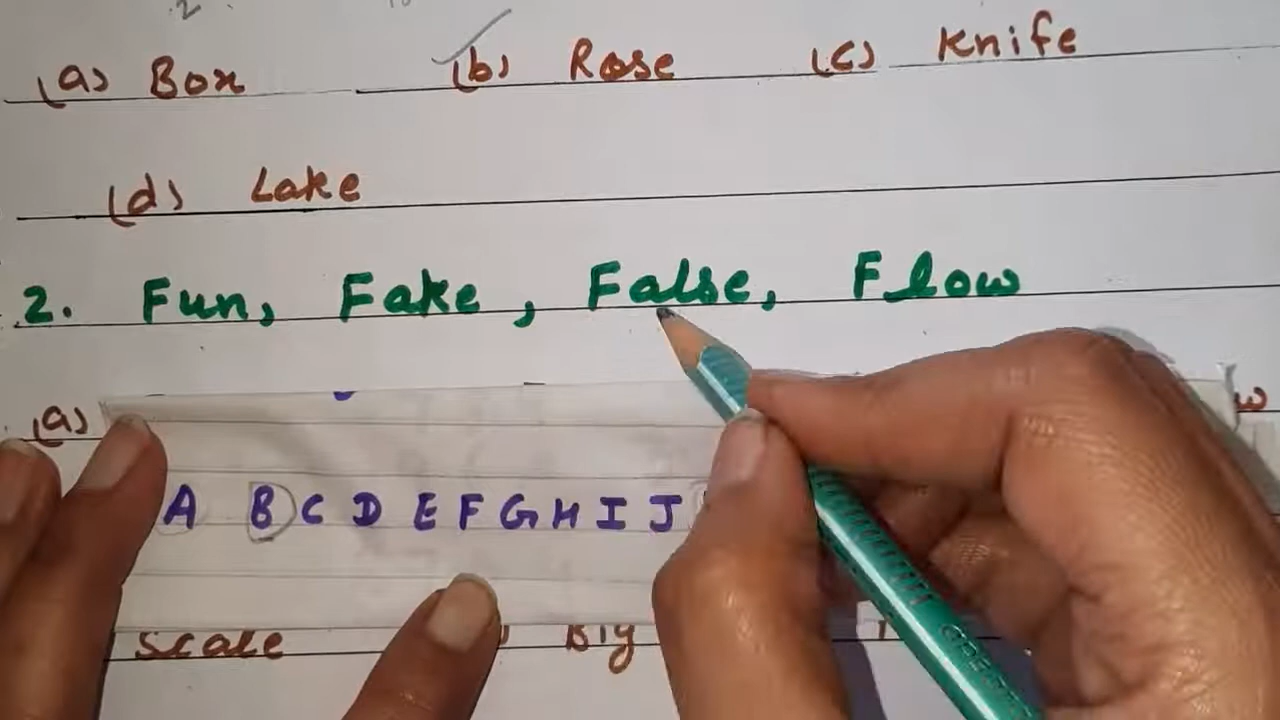 (a) Box (b) Rose (c) Knife
(d) Lake
2. Fun, Fake, False, Flow
(a)
A B C D E F G H I J
Scale Big